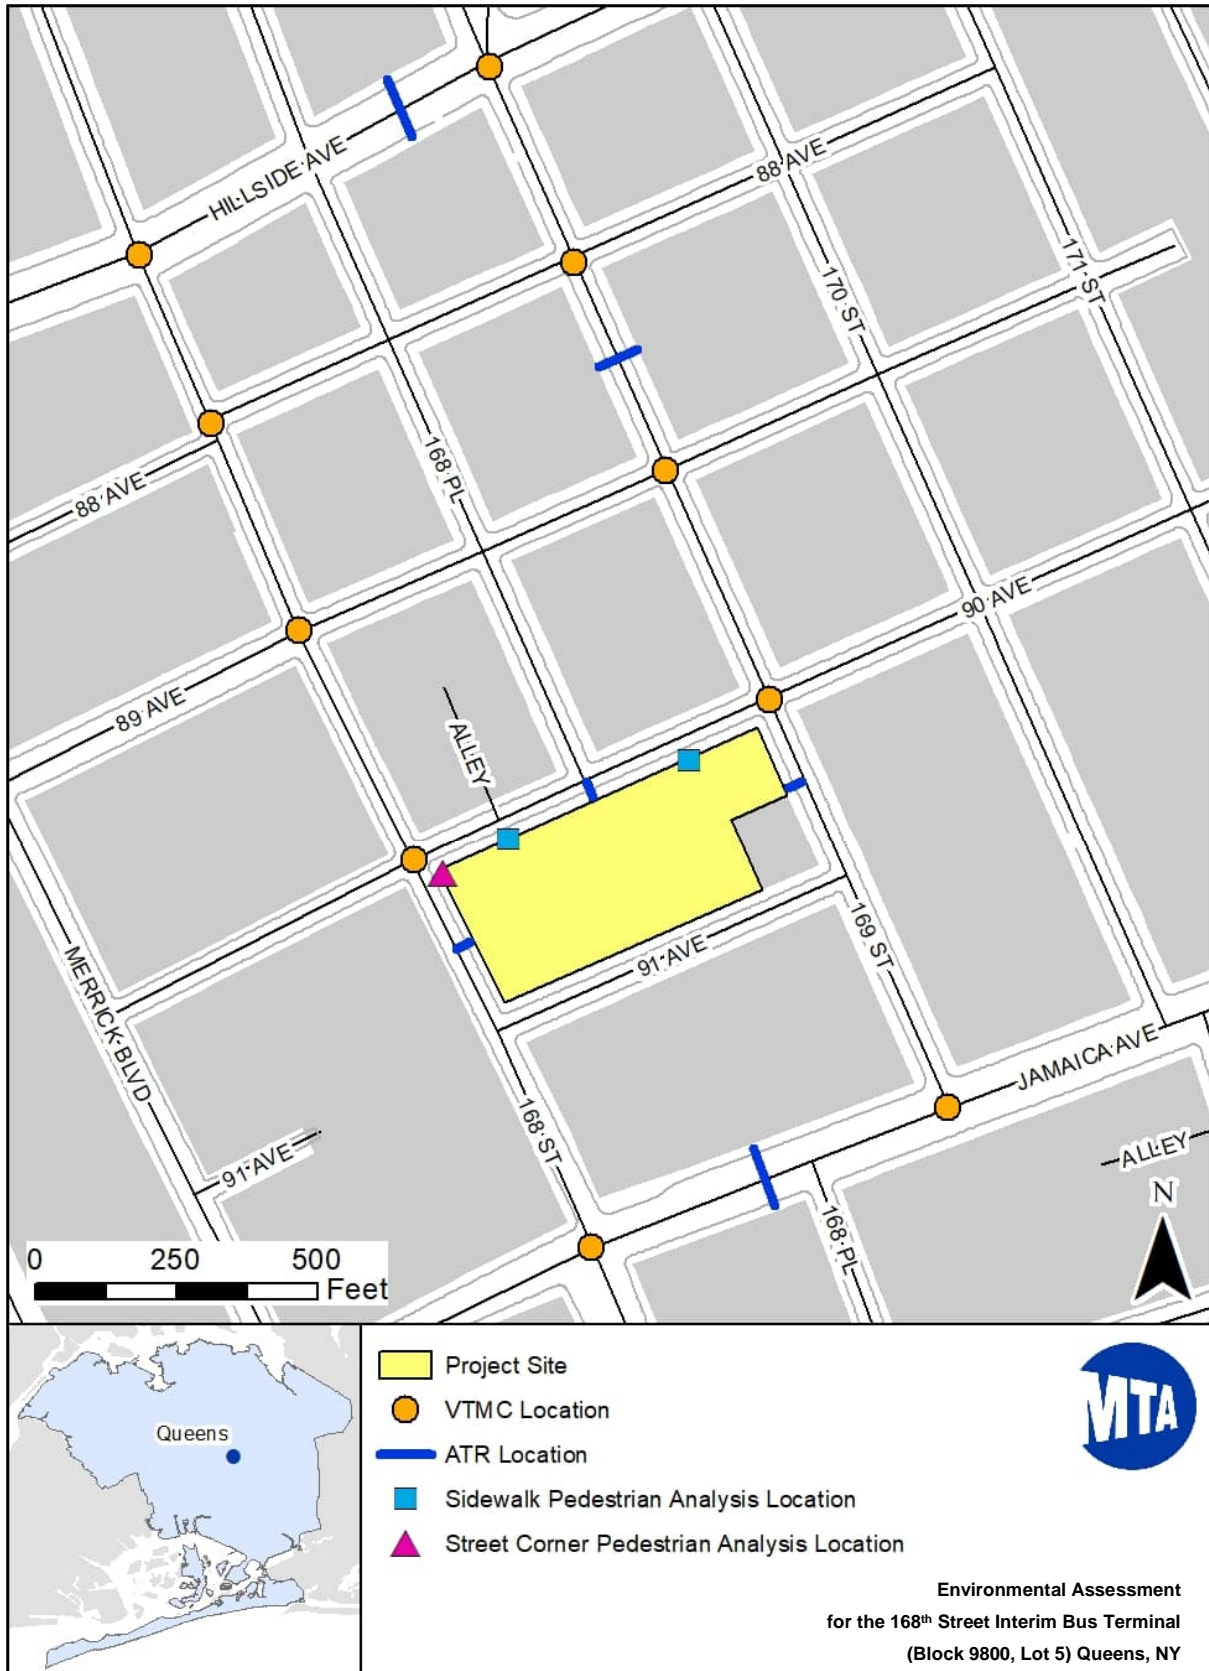 HILLSIDE AVE
88 AVE
170 ST
171 ST
168 PL
88 AVE
90 AVE
89 AVE
ALLEY
169 ST
91 AVE
MERRICK BLVD
JAMAICA AVE
168 ST
91 AVE
ALLEY
168 PL
N
0 250 500
Feet
Queens
Project Site
VTMC Location
ATR Location
Sidewalk Pedestrian Analysis Location
Street Corner Pedestrian Analysis Location
MTA
Environmental Assessment
for the 168th Street Interim Bus Terminal
(Block 9800, Lot 5) Queens, NY